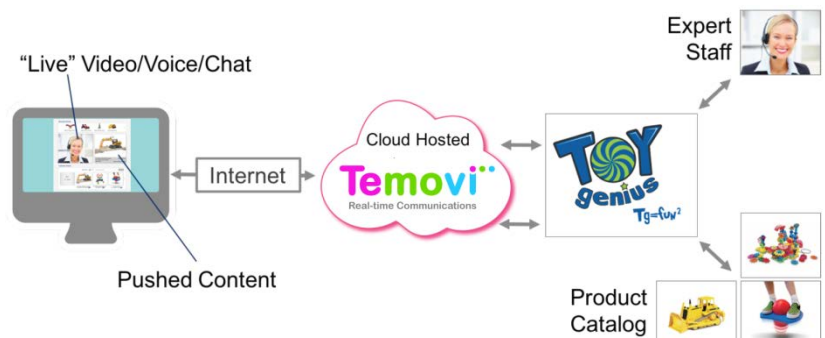 Expert
Staff
“Live” Video/Voice/Chat
Cloud Hosted
Temovi
Real-time Communications
Internet
TOY
genius
Tg=fun²
Pushed Content
Product
Catalog